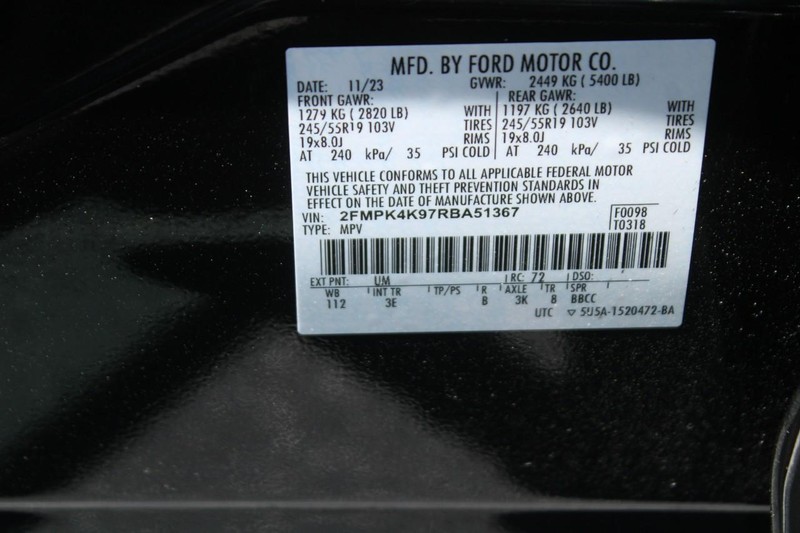 MFD. BY FORD MOTOR CO.
DATE: 11/23 GVWR: 2449 KG ( 5400 LB)
FRONT GAWR: REAR GAWR:
1279 KG ( 2820 LB) WITH 1197 KG ( 2640 LB) WITH
245/55R19 103V TIRES 245/55R19 103V TIRES
19x8.0J RIMS 19x8.0J RIMS
AT 240 kPa/ 35 PSI COLD AT 240 kPa/ 35 PSI COLD
THIS VEHICLE CONFORMS TO ALL APPLICABLE FEDERAL MOTOR
VEHICLE SAFETY AND THEFT PREVENTION STANDARDS IN
EFFECT ON THE DATE OF MANUFACTURE SHOWN ABOVE.
VIN: 2FMPK4K97RBA51367 F0098
TYPE: MPV T0318
EXT PNT: UM RC: 72 DSO:
WB INT TR TP/PS R AXLE TR SPR
112 3E B 3K 8 BBCC
UTC ▽ 5U5A-1520472-BA